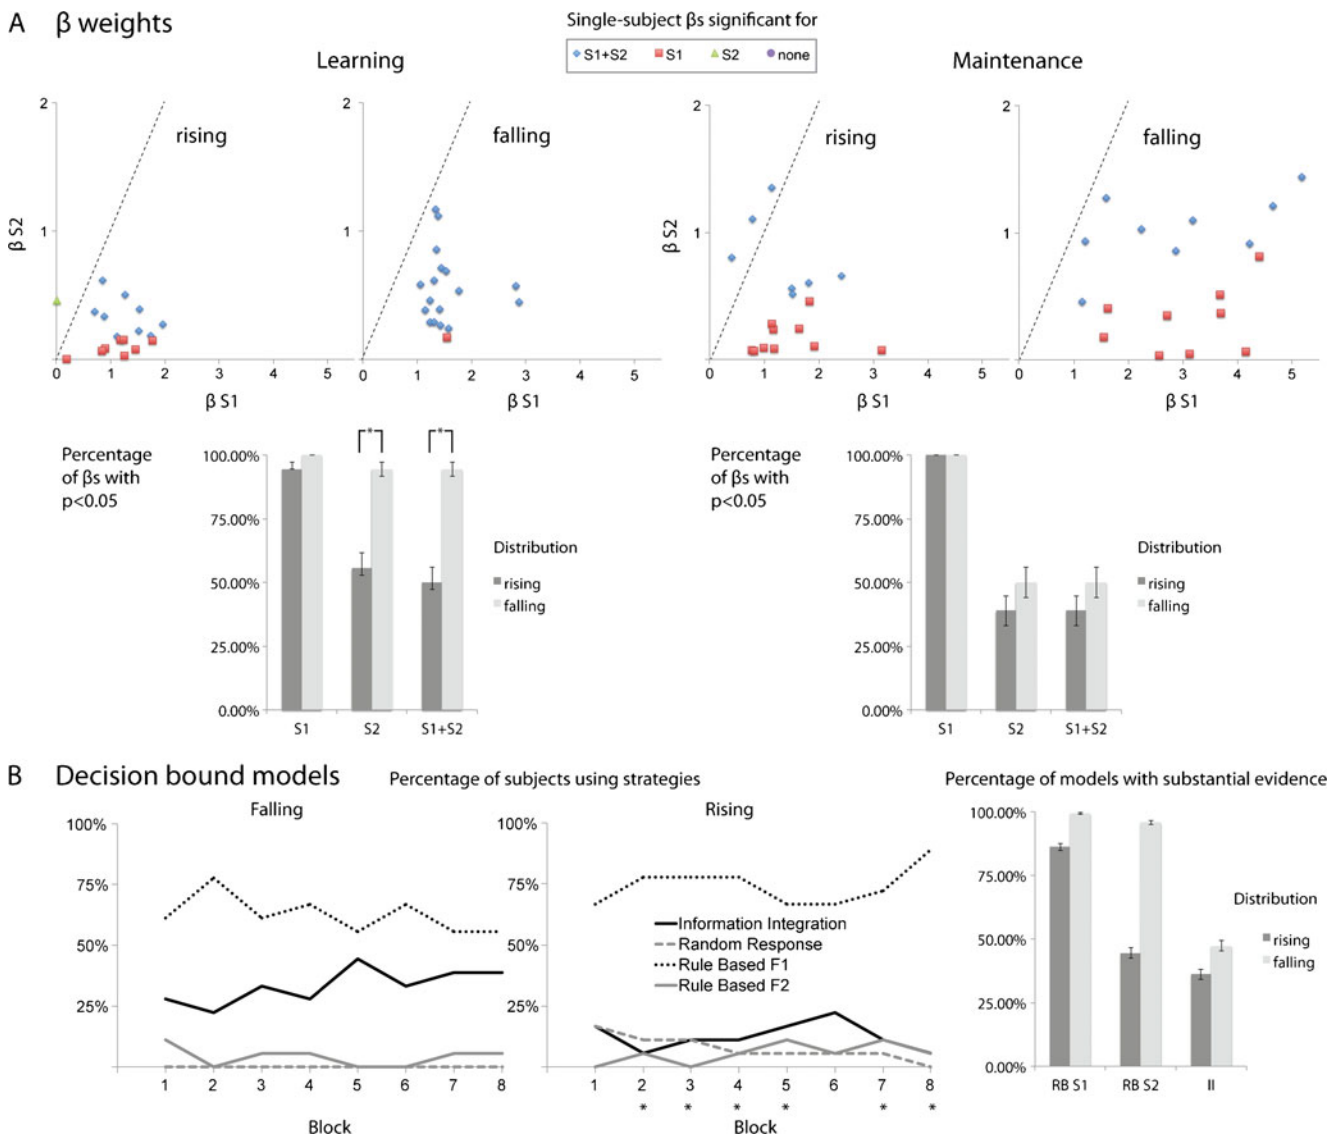 A β weights
Single-subject βs significant for
S1+S2 S1 S2 none
Learning
Maintenance
2
1
β S2
rising
0 1 2 3 4 5
β S1
2
1
falling
0 1 2 3 4 5
β S1
2
1
β S2
rising
0 1 2 3 4 5
β S1
2
1
falling
0 1 2 3 4 5
β S1
Percentage
of βs with
p<0.05
100.00%
75.00%
50.00%
25.00%
0.00%
* *
S1 S2 S1+S2
Distribution
rising
falling
Percentage
of βs with
p<0.05
100.00%
75.00%
50.00%
25.00%
0.00%
S1 S2 S1+S2
Distribution
rising
falling
B Decision bound models
Percentage of subjects using strategies
Percentage of models with substantial evidence
Falling
100%
75%
50%
25%
1 2 3 4 5 6 7 8
Block
Rising
100%
75%
50%
25%
Information Integration
Random Response
Rule Based F1
Rule Based F2
1 2 3 4 5 6 7 8
* * * * * *
Block
100.00%
75.00%
50.00%
25.00%
0.00%
RB S1 RB S2 II
Distribution
rising
falling